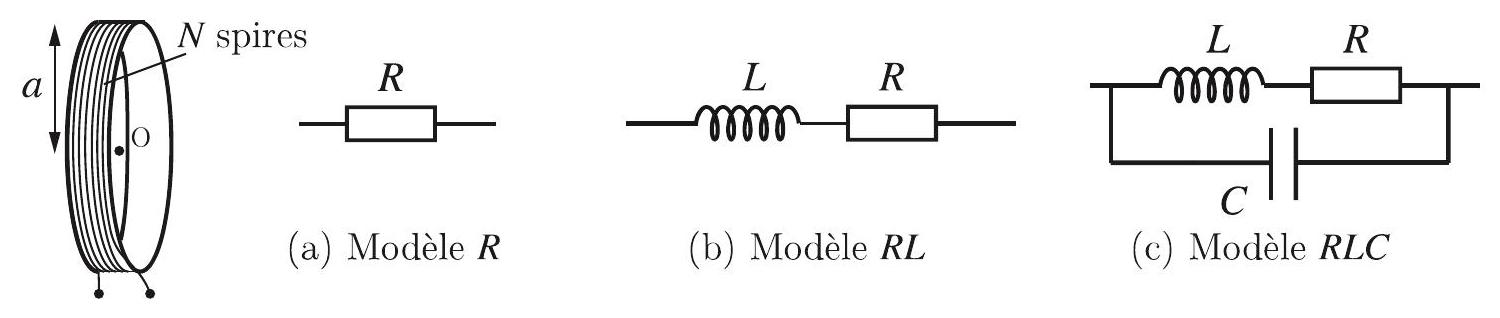 N spires
a
O
R
(a) Modèle R
L R
(b) Modèle RL
L R
C
(c) Modèle RLC